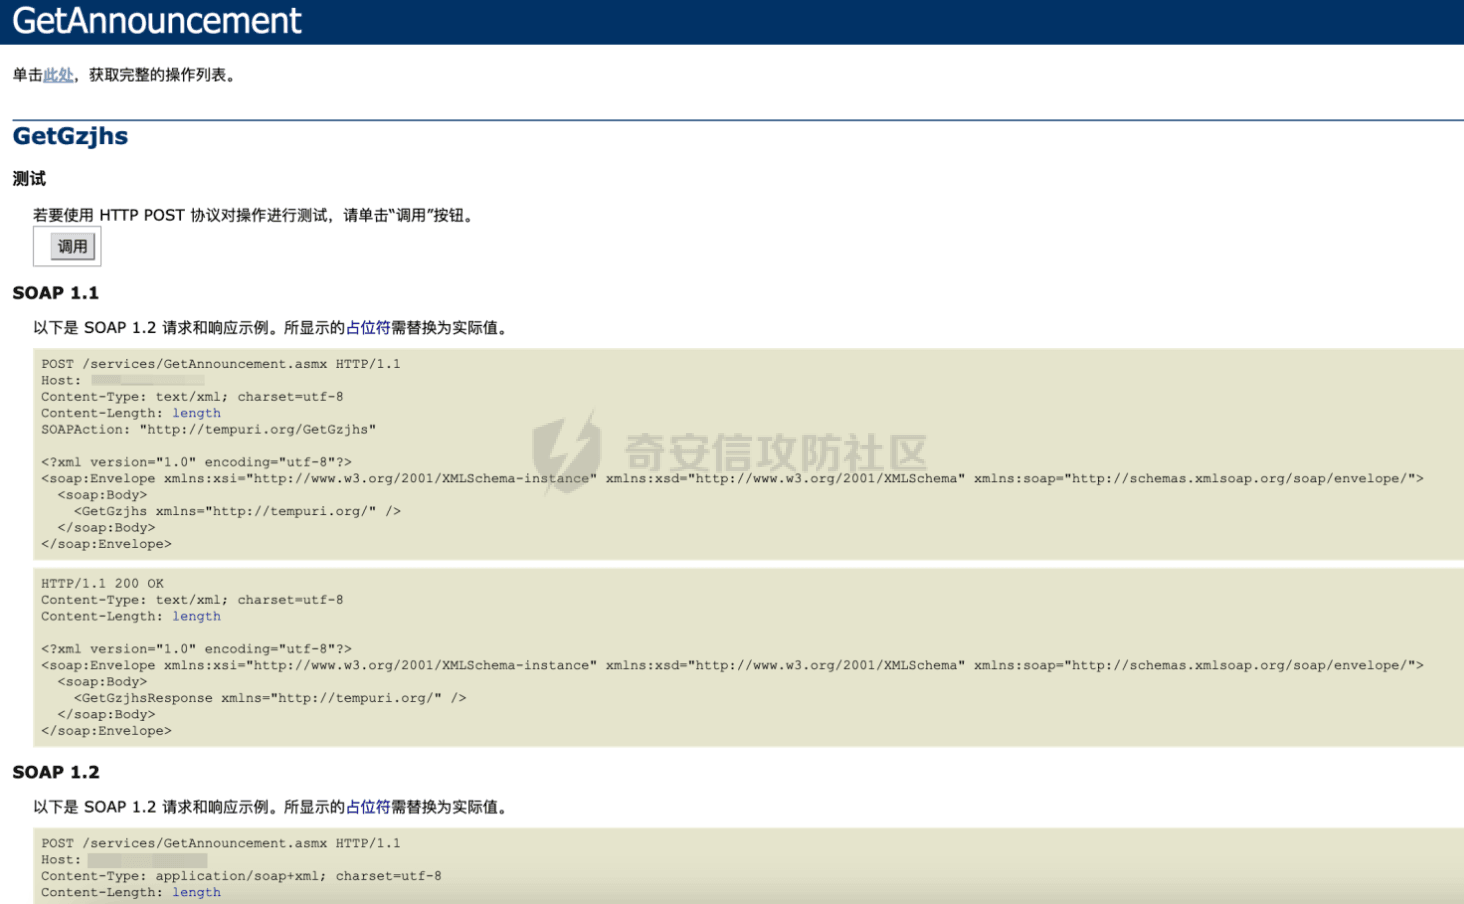 GetAnnouncement
单击此处，获取完整的操作列表。
GetGzjhs
测试
若要使用 HTTP POST 协议对操作进行测试，请单击“调用”按钮。
调用
SOAP 1.1
以下是 SOAP 1.2 请求和响应示例。所显示的占位符需替换为实际值。
POST /services/GetAnnouncement.asmx HTTP/1.1
Host:
Content-Type: text/xml; charset=utf-8
Content-Length: length
SOAPAction: "http://tempuri.org/GetGzjhs"
<?xml version="1.0" encoding="utf-8"?>
<soap:Envelope xmlns:xsi="http://www.w3.org/2001/XMLSchema-instance" xmlns:xsd="http://www.w3.org/2001/XMLSchema" xmlns:soap="http://schemas.xmlsoap.org/soap/envelope/">
<soap:Body>
<GetGzjhs xmlns="http://tempuri.org/" />
</soap:Body>
</soap:Envelope>
奇安信攻防社区
HTTP/1.1 200 OK
Content-Type: text/xml; charset=utf-8
Content-Length: length
<?xml version="1.0" encoding="utf-8"?>
<soap:Envelope xmlns:xsi="http://www.w3.org/2001/XMLSchema-instance" xmlns:xsd="http://www.w3.org/2001/XMLSchema" xmlns:soap="http://schemas.xmlsoap.org/soap/envelope/">
<soap:Body>
<GetGzjhsResponse xmlns="http://tempuri.org/" />
</soap:Body>
</soap:Envelope>
SOAP 1.2
以下是 SOAP 1.2 请求和响应示例。所显示的占位符需替换为实际值。
POST /services/GetAnnouncement.asmx HTTP/1.1
Host:
Content-Type: application/soap+xml; charset=utf-8
Content-Length: length